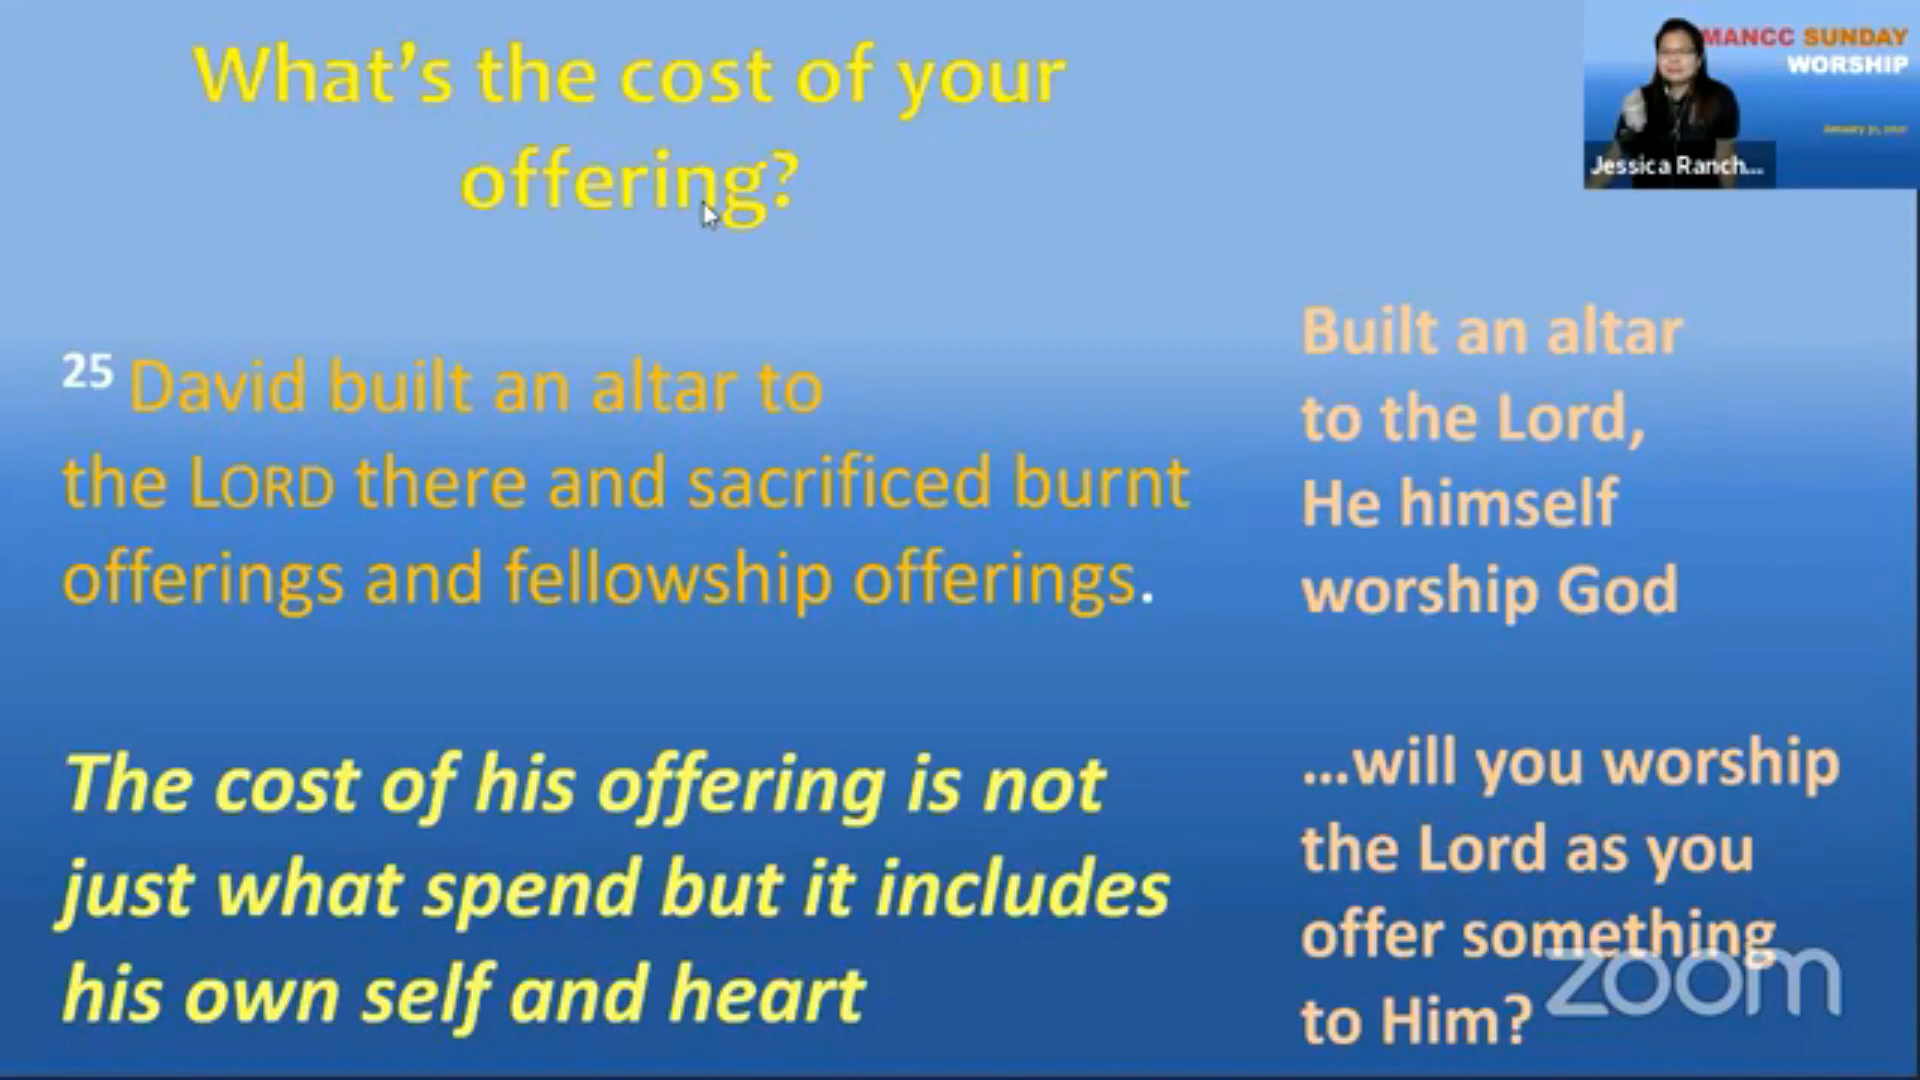 What's the cost of your
offering?
MANCC SUNDAY
WORSHIP
Jessica Ranch...
25 David built an altar to
the LORD there and sacrificed burnt
offerings and fellowship offerings.
The cost of his offering is not
just what spend but it includes
his own self and heart
Built an altar
to the Lord,
He himself
worship God
...will you worship
the Lord as you
offer something
to Him?
zoom